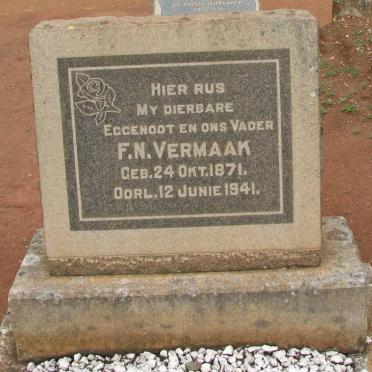 HIER RUS
MY DIERBARE
EGGENOOT EN ONS VADER
F.N. VERMAAK
GEB. 24 OKT. 1871.
OORL. 12 JUNIE 1941.